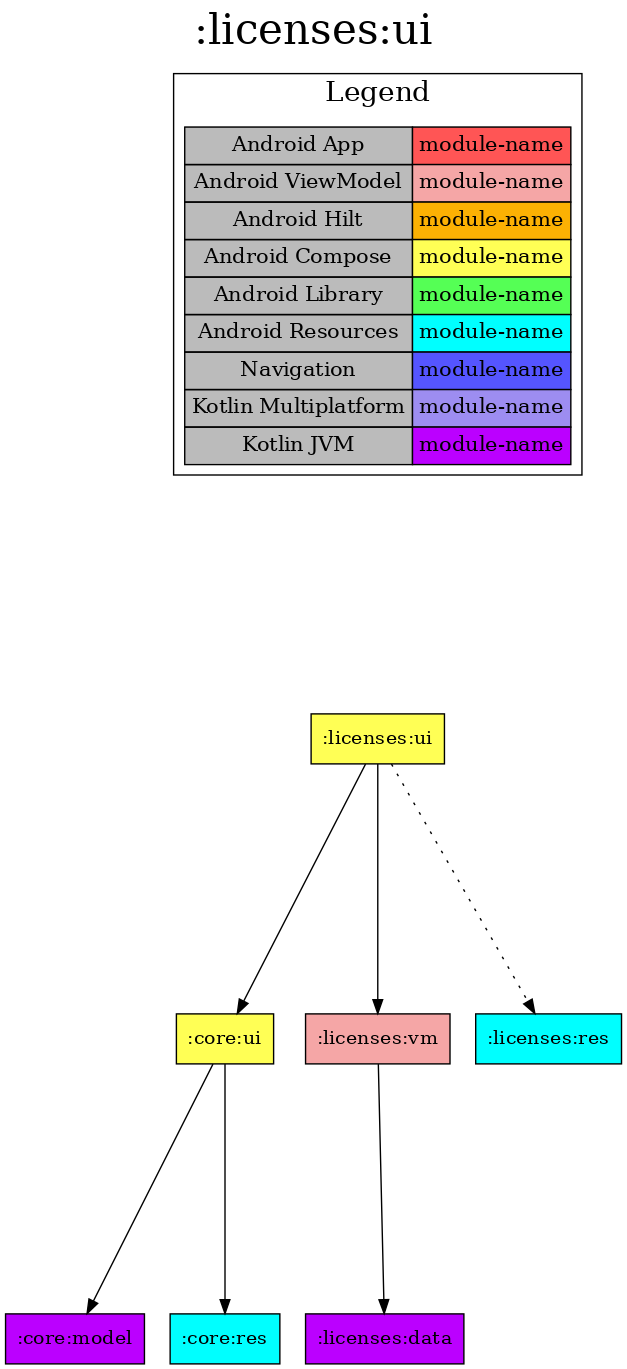 :licenses:ui
Legend
Android App module-name
Android ViewModel module-name
Android Hilt module-name
Android Compose module-name
Android Library module-name
Android Resources module-name
Navigation module-name
Kotlin Multiplatform module-name
Kotlin JVM module-name
:licenses:ui
:core:ui :licenses:vm :licenses:res
:core:model :core:res :licenses:data